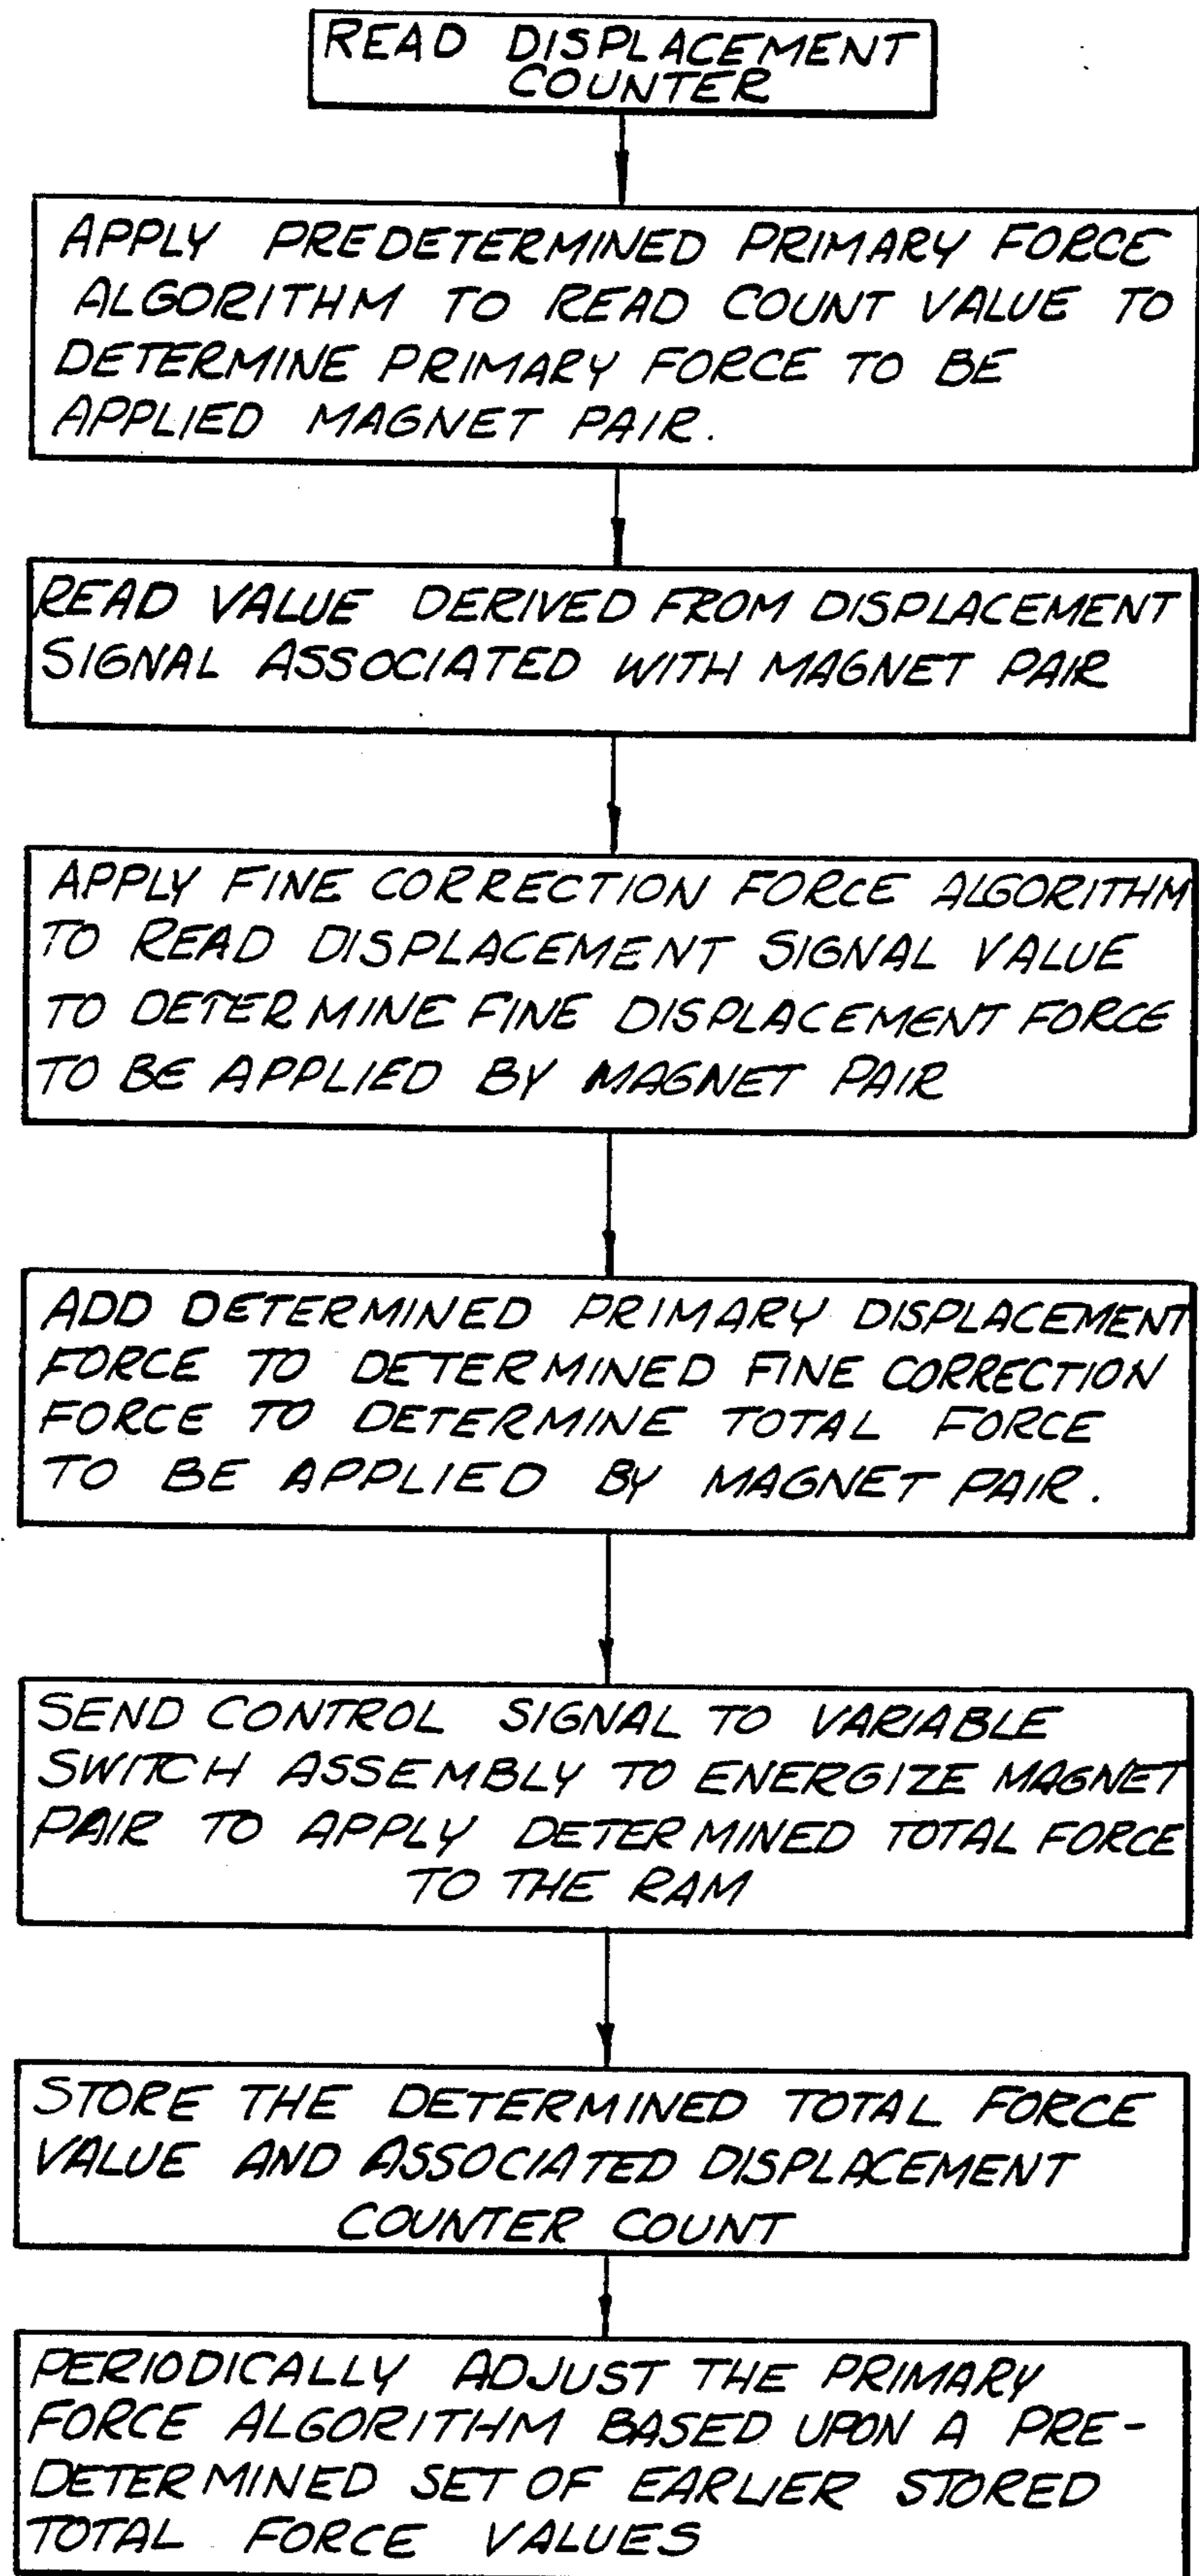 READ DISPLACEMENT
COUNTER
APPLY PREDETERMINED PRIMARY FORCE
ALGORITHM TO READ COUNT VALUE TO
DETERMINE PRIMARY FORCE TO BE
APPLIED MAGNET PAIR.
READ VALUE DERIVED FROM DISPLACEMENT
SIGNAL ASSOCIATED WITH MAGNET PAIR
APPLY FINE CORRECTION FORCE ALGORITHM
TO READ DISPLACEMENT SIGNAL VALUE
TO DETERMINE FINE DISPLACEMENT FORCE
TO BE APPLIED BY MAGNET PAIR
ADD DETERMINED PRIMARY DISPLACEMENT
FORCE TO DETERMINED FINE CORRECTION
FORCE TO DETERMINE TOTAL FORCE
TO BE APPLIED BY MAGNET PAIR.
SEND CONTROL SIGNAL TO VARIABLE
SWITCH ASSEMBLY TO ENERGIZE MAGNET
PAIR TO APPLY DETERMINED TOTAL FORCE
TO THE RAM
STORE THE DETERMINED TOTAL FORCE
VALUE AND ASSOCIATED DISPLACEMENT
COUNTER COUNT
PERIODICALLY ADJUST THE PRIMARY
FORCE ALGORITHM BASED UPON A PRE-
DETERMINED SET OF EARLIER STORED
TOTAL FORCE VALUES